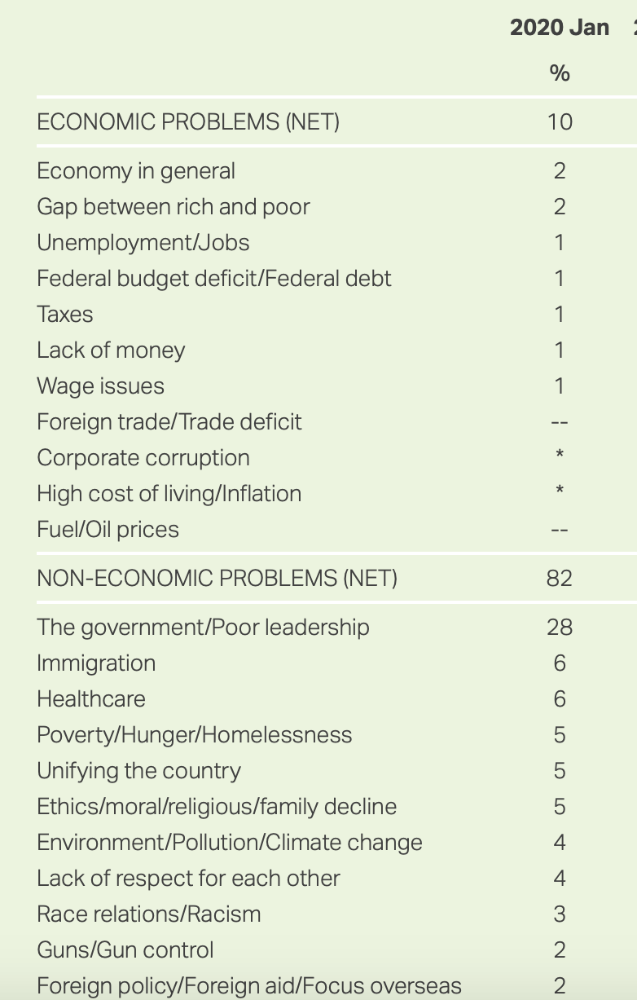 2020 Jan
%
ECONOMIC PROBLEMS (NET) 10
Economy in general 2
Gap between rich and poor 2
Unemployment/Jobs 1
Federal budget deficit/Federal debt 1
Taxes 1
Lack of money 1
Wage issues 1
Foreign trade/Trade deficit --
Corporate corruption *
High cost of living/Inflation *
Fuel/Oil prices --
NON-ECONOMIC PROBLEMS (NET) 82
The government/Poor leadership 28
Immigration 6
Healthcare 6
Poverty/Hunger/Homelessness 5
Unifying the country 5
Ethics/moral/religious/family decline 5
Environment/Pollution/Climate change 4
Lack of respect for each other 4
Race relations/Racism 3
Guns/Gun control 2
Foreign policy/Foreign aid/Focus overseas 2